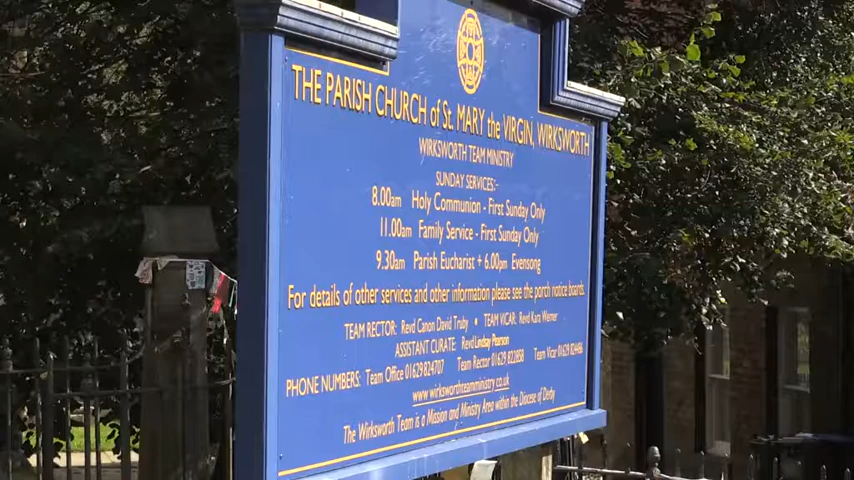 THE PARISH CHURCH of St. MARY the VIRGIN, WIRKSWORTH
WIRKSWORTH TEAM MINISTRY
SUNDAY SERVICES:-
8.00am Holy Communion - First Sunday Only
11.00am Family Service - First Sunday Only
9.30am Parish Eucharist + 6.00pm Evensong
For details of other services and other information please see the porch notice boards.
TEAM RECTOR: Revd Canon David Truby • TEAM VICAR: Revd Kara Werner
ASSISTANT CURATE: Revd Lindsay Pearson
PHONE NUMBERS: Team Office 01629 824707 Team Rector 01629 822858 Team Vicar 01629
www.wirksworthteamministry.co.uk
The Wirksworth Team is a Mission and Ministry Area within the Diocese of Derby